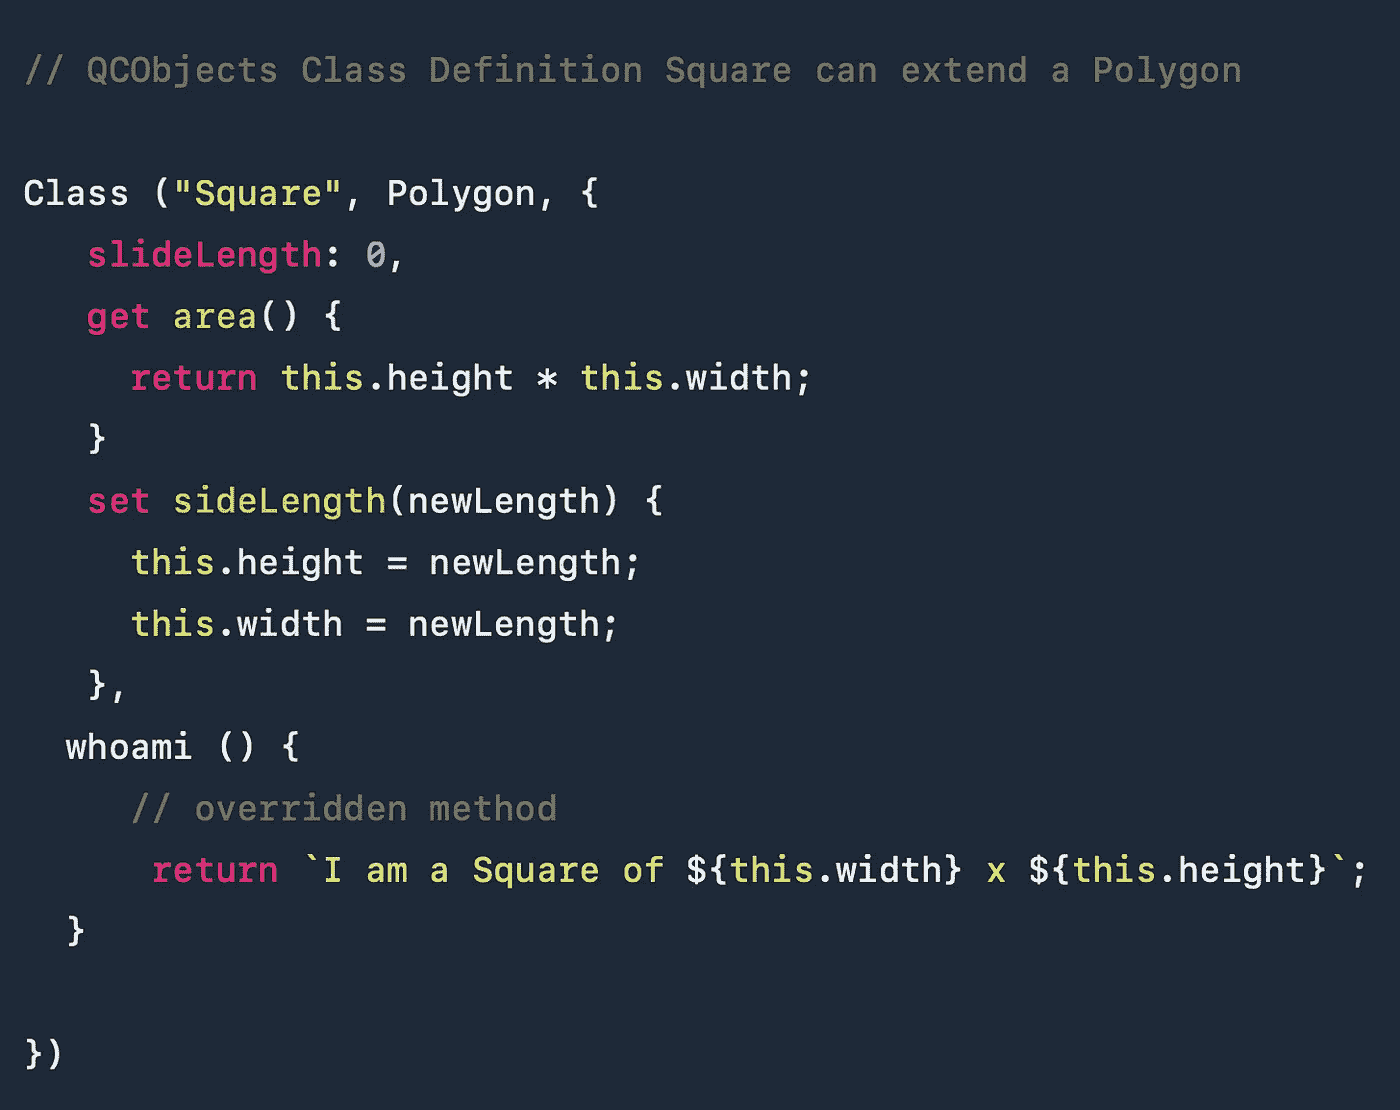 // QCObjects Class Definition Square can extend a Polygon
Class ("Square", Polygon, {
slideLength: 0,
get area() {
return this.height * this.width;
}
set sideLength(newLength) {
this.height = newLength;
this.width = newLength;
},
whoami () {
// overridden method
return `I am a Square of ${this.width} x ${this.height}`;
}
})